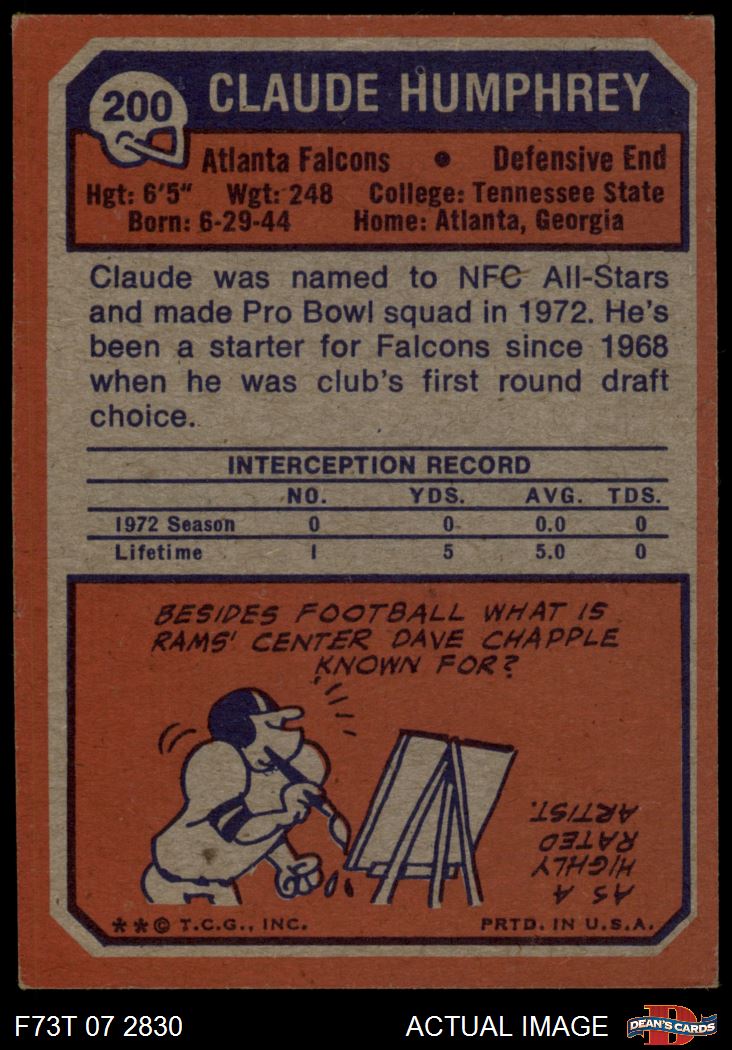 200
CLAUDE HUMPHREY
Atlanta Falcons • Defensive End
Hgt: 6'5" Wgt: 248 College: Tennessee State
Born: 6-29-44 Home: Atlanta, Georgia
Claude was named to NFC All-Stars
and made Pro Bowl squad in 1972. He's
been a starter for Falcons since 1968
when he was club's first round draft
choice.
INTERCEPTION RECORD
NO. YDS. AVG. TDS.
1972 Season 0 0 0.0 0
Lifetime 1 5 5.0 0
BESIDES FOOTBALL WHAT IS
RAMS' CENTER DAVE CHAPPLE
KNOWN FOR?
AS A
HIGHLY
RATED
ARTIST.
**© T.C.G., INC. PRTD. IN U.S.A.
F73T 07 2830 ACTUAL IMAGE
D
DEAN'S CARDS